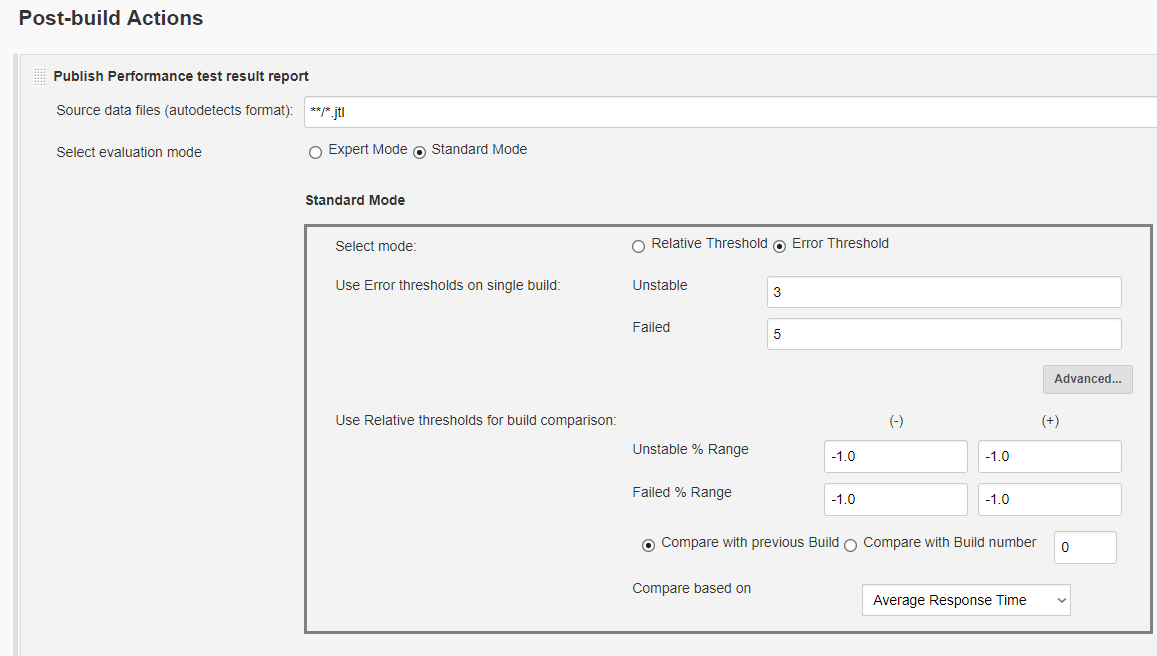 Post-build Actions
Publish Performance test result report
Source data files (autodetects format): **/*.jtl
Select evaluation mode Expert Mode Standard Mode
Standard Mode
Select mode: Relative Threshold Error Threshold
Use Error thresholds on single build: Unstable 3
Failed 5
Advanced...
Use Relative thresholds for build comparison: (-) (+)
Unstable % Range -1.0 -1.0
Failed % Range -1.0 -1.0
Compare with previous Build Compare with Build number 0
Compare based on Average Response Time